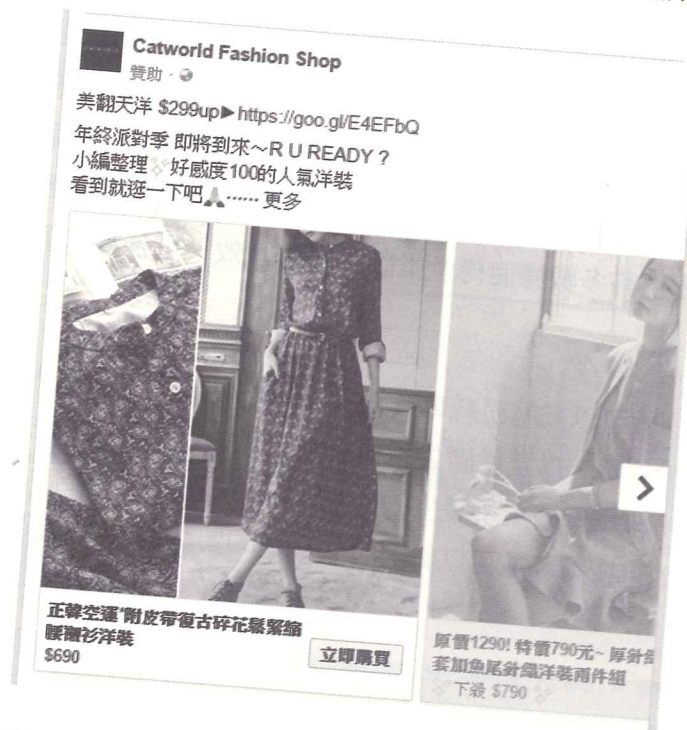 CATWORLD
Catworld Fashion Shop
贊助 ·
美翻天洋 $299up▶https://goo.gl/E4EFbQ
年終派對季 即將到來～R U READY？
小編整理✨好感度100的人氣洋裝
看到就逛一下吧🙏…… 更多
正韓空運*附皮帶復古碎花鬆緊縮
腰襯衫洋裝
$690
立即購買
原價1290! 特價790元~ 厚針織
套加魚尾針織洋裝兩件組
✨ 下殺 $790 ✨